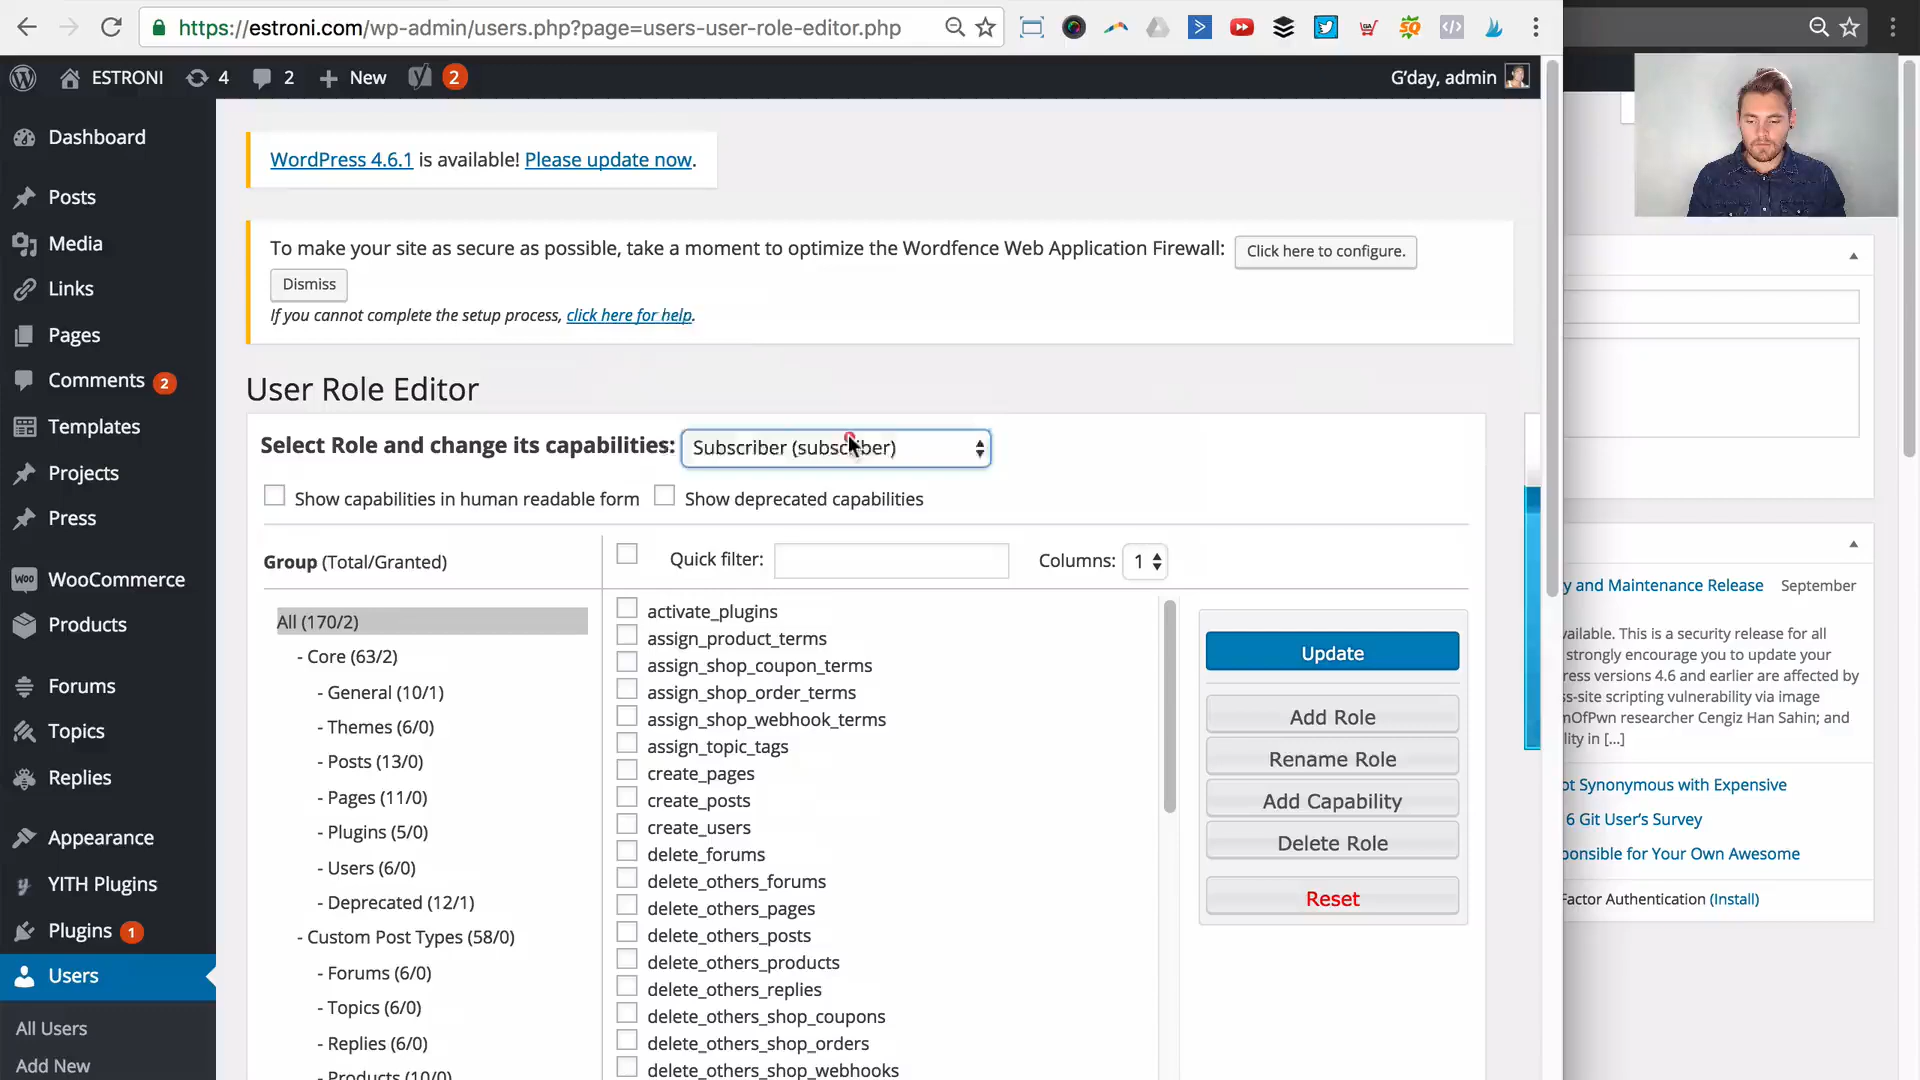 https://estroni.com/wp-admin/users.php?page=users-user-role-editor.php
ESTRONI 4 2 New 2 G'day, admin
Dashboard
Posts
Media
Links
Pages
Comments 2
Templates
Projects
Press
WooCommerce
Products
Forums
Topics
Replies
Appearance
YITH Plugins
Plugins 1
Users
All Users
Add New
WordPress 4.6.1 is available! Please update now.
To make your site as secure as possible, take a moment to optimize the Wordfence Web Application Firewall: Click here to configure.
Dismiss
If you cannot complete the setup process, click here for help.
User Role Editor
Select Role and change its capabilities: Subscriber (subscriber)
Show capabilities in human readable form Show deprecated capabilities
Group (Total/Granted)
Quick filter: Columns: 1
All (170/2)
- Core (63/2)
- General (10/1)
- Themes (6/0)
- Posts (13/0)
- Pages (11/0)
- Plugins (5/0)
- Users (6/0)
- Deprecated (12/1)
- Custom Post Types (58/0)
- Forums (6/0)
- Topics (6/0)
- Replies (6/0)
- Products (10/0)
activate_plugins
assign_product_terms
assign_shop_coupon_terms
assign_shop_order_terms
assign_shop_webhook_terms
assign_topic_tags
create_pages
create_posts
create_users
delete_forums
delete_others_forums
delete_others_pages
delete_others_posts
delete_others_products
delete_others_replies
delete_others_shop_coupons
delete_others_shop_orders
delete_others_shop_webhooks
Update
Add Role
Rename Role
Add Capability
Delete Role
Reset
y and Maintenance Release September
ailable. This is a security release for all
strongly encourage you to update your
ress versions 4.6 and earlier are affected by
s-site scripting vulnerability via image
mOfPwn researcher Cengiz Han Sahin; and
lity in [...]
ot Synonymous with Expensive
6 Git User's Survey
ponsible for Your Own Awesome
Factor Authentication (Install)